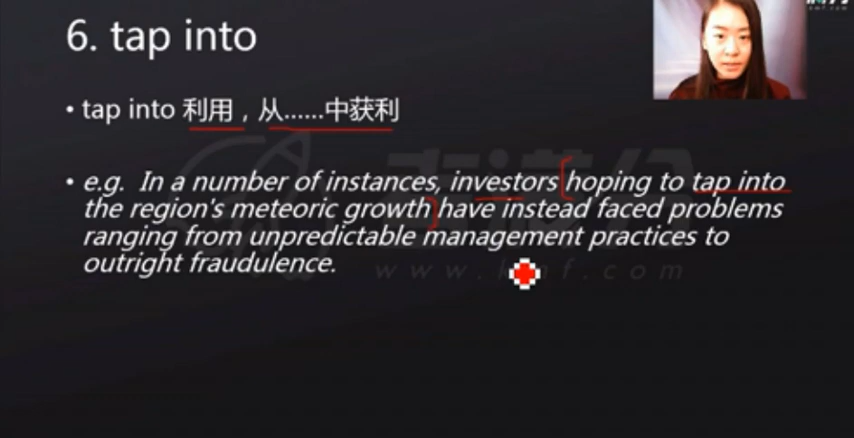 6. tap into
• tap into 利用，从……中获利
• e.g. In a number of instances, investors hoping to tap into
the region's meteoric growth have instead faced problems
ranging from unpredictable management practices to
outright fraudulence.